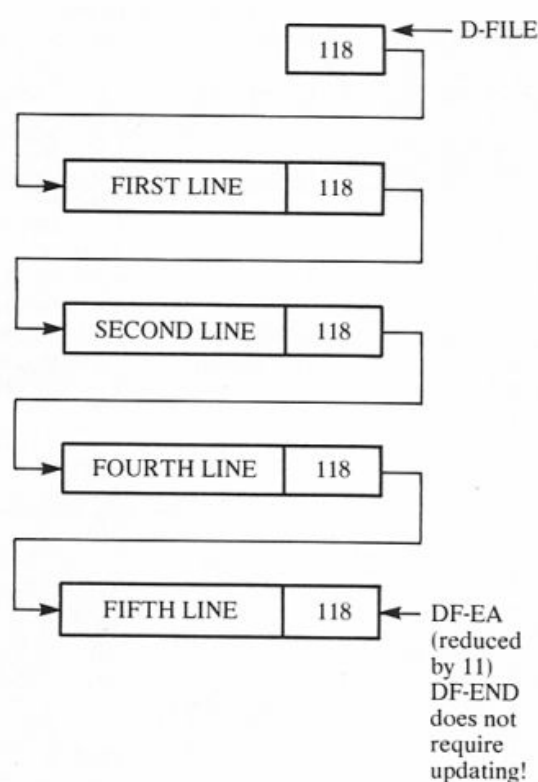 D-FILE
118
FIRST LINE 118
SECOND LINE 118
FOURTH LINE 118
FIFTH LINE 118
DF-EA
(reduced
by 11)
DF-END
does not
require
updating!